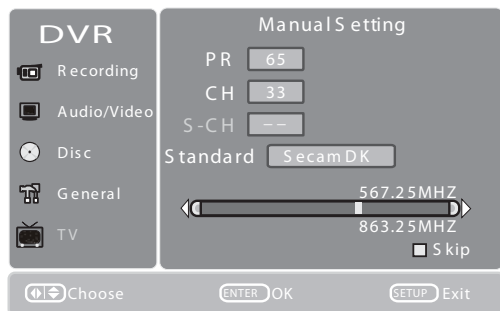 DVR
Recording
Audio/Video
Disc
General
TV
Manual Setting
PR 65
CH 33
S-CH --
Standard Secam DK
567.25MHZ
863.25MHZ
Skip
Choose ENTER OK SETUP Exit